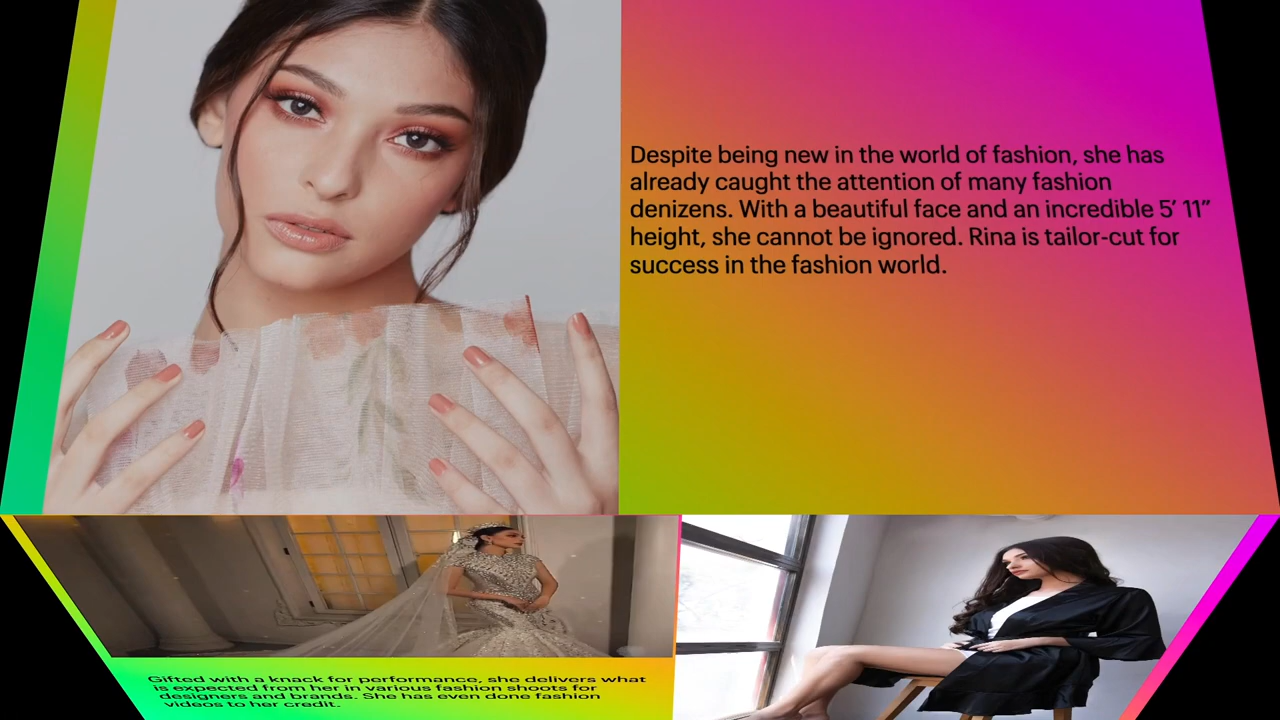 Despite being new in the world of fashion, she has
already caught the attention of many fashion
denizens. With a beautiful face and an incredible 5’ 11”
height, she cannot be ignored. Rina is tailor-cut for
success in the fashion world.
Gifted with a knack for performance, she delivers what
is expected from her in various fashion shoots for
designers and brands. She has even done fashion
videos to her credit.